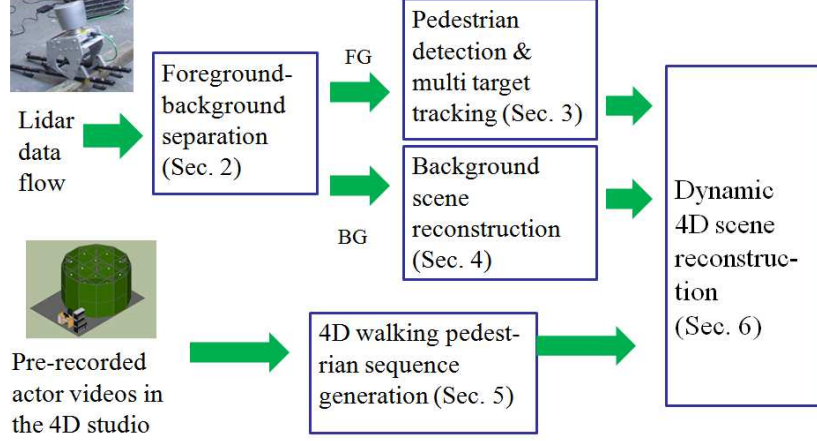 Lidar
data
flow
Foreground-
background
separation
(Sec. 2)
FG
BG
Pedestrian
detection &
multi target
tracking (Sec. 3)
Background
scene
reconstruction
(Sec. 4)
Pre-recorded
actor videos in
the 4D studio
4D walking pedest-
rian sequence
generation (Sec. 5)
Dynamic
4D scene
reconstruc-
tion
(Sec. 6)